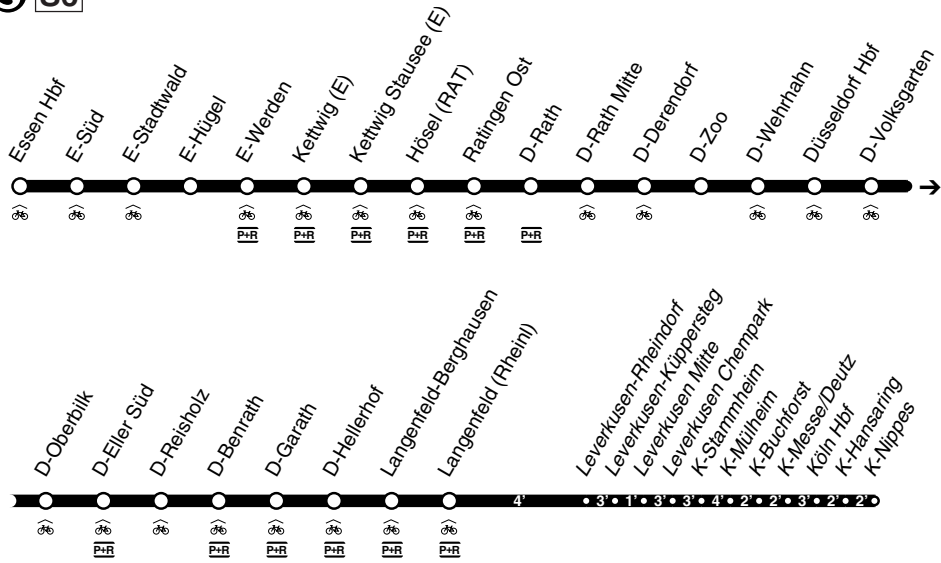 S6
Essen Hbf
E-Süd
E-Stadtwald
E-Hügel
E-Werden
Kettwig (E)
Kettwig Stausee (E)
Hösel (RAT)
Ratingen Ost
D-Rath
D-Rath Mitte
D-Derendorf
D-Zoo
D-Wehrhahn
Düsseldorf Hbf
D-Volksgarten
P+R P+R P+R P+R P+R P+R
D-Oberbilk
D-Eller Süd
D-Reisholz
D-Benrath
D-Garath
D-Hellerhof
Langenfeld-Berghausen
Langenfeld (Rheinl)
Leverkusen-Rheindorf
Leverkusen-Küppersteg
Leverkusen Mitte
Leverkusen Chempark
K-Stammheim
K-Mülheim
K-Buchforst
K-Messe/Deutz
Köln Hbf
K-Hansaring
K-Nippes
4' 3' 1' 3' 3' 4' 2' 2' 3' 2' 2'
P+R P+R P+R P+R P+R P+R